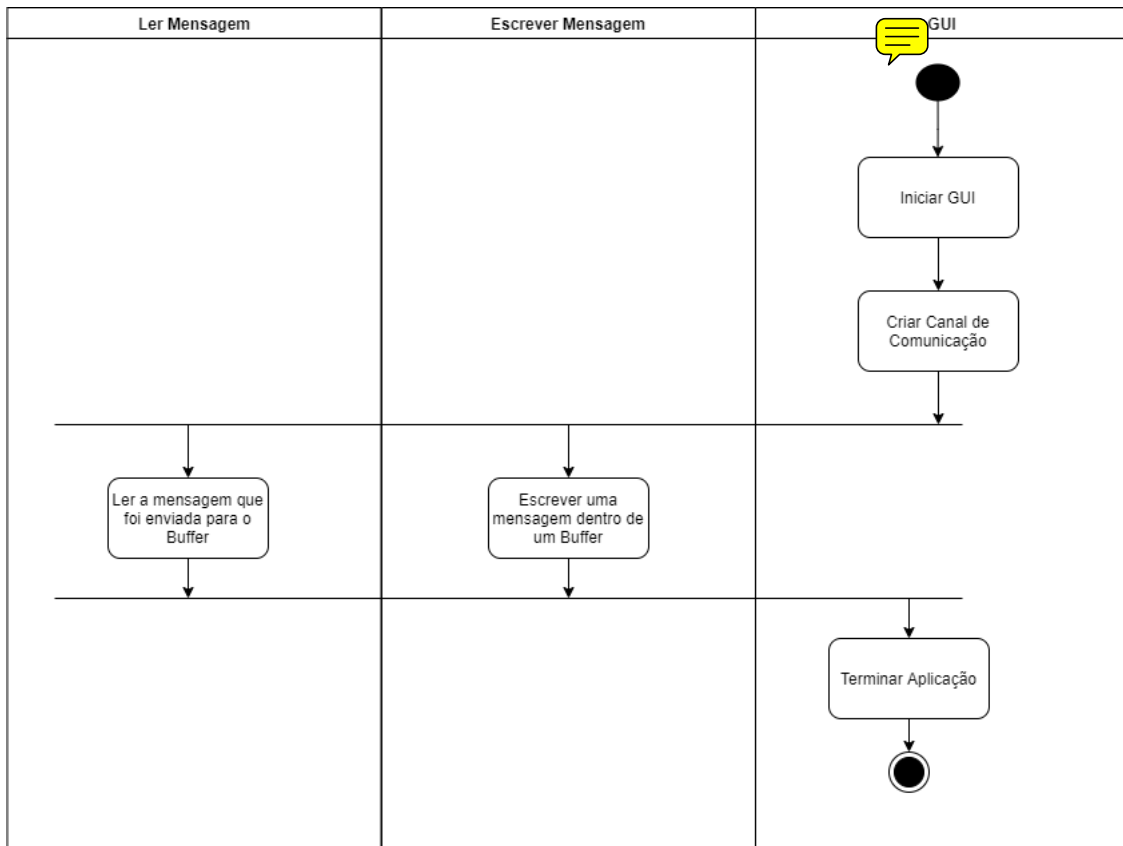 Ler Mensagem
Escrever Mensagem
GUI
Iniciar GUI
Criar Canal de
Comunicação
Ler a mensagem que
foi enviada para o
Buffer
Escrever uma
mensagem dentro de
um Buffer
Terminar Aplicação